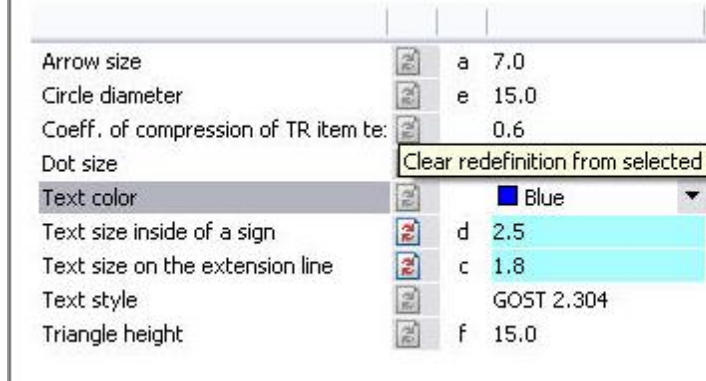 Arrow size a 7.0
Circle diameter e 15.0
Coeff. of compression of TR item te: 0.6
Dot size Clear redefinition from selected
Text color Blue
Text size inside of a sign d 2.5
Text size on the extension line c 1.8
Text style GOST 2.304
Triangle height f 15.0